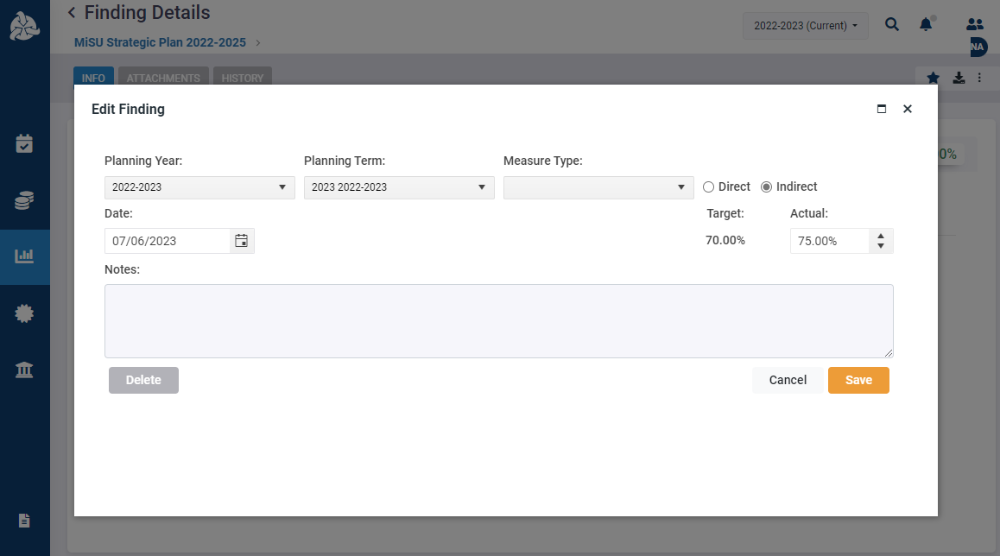 Finding Details
2022-2023 (Current)
MiSU Strategic Plan 2022-2025
NA
INFO ATTACHMENTS HISTORY
Edit Finding
0%
Planning Year: Planning Term: Measure Type:
2022-2023 2023 2022-2023 Direct Indirect
Date: Target: Actual:
07/06/2023 70.00% 75.00%
Notes:
Delete Cancel Save